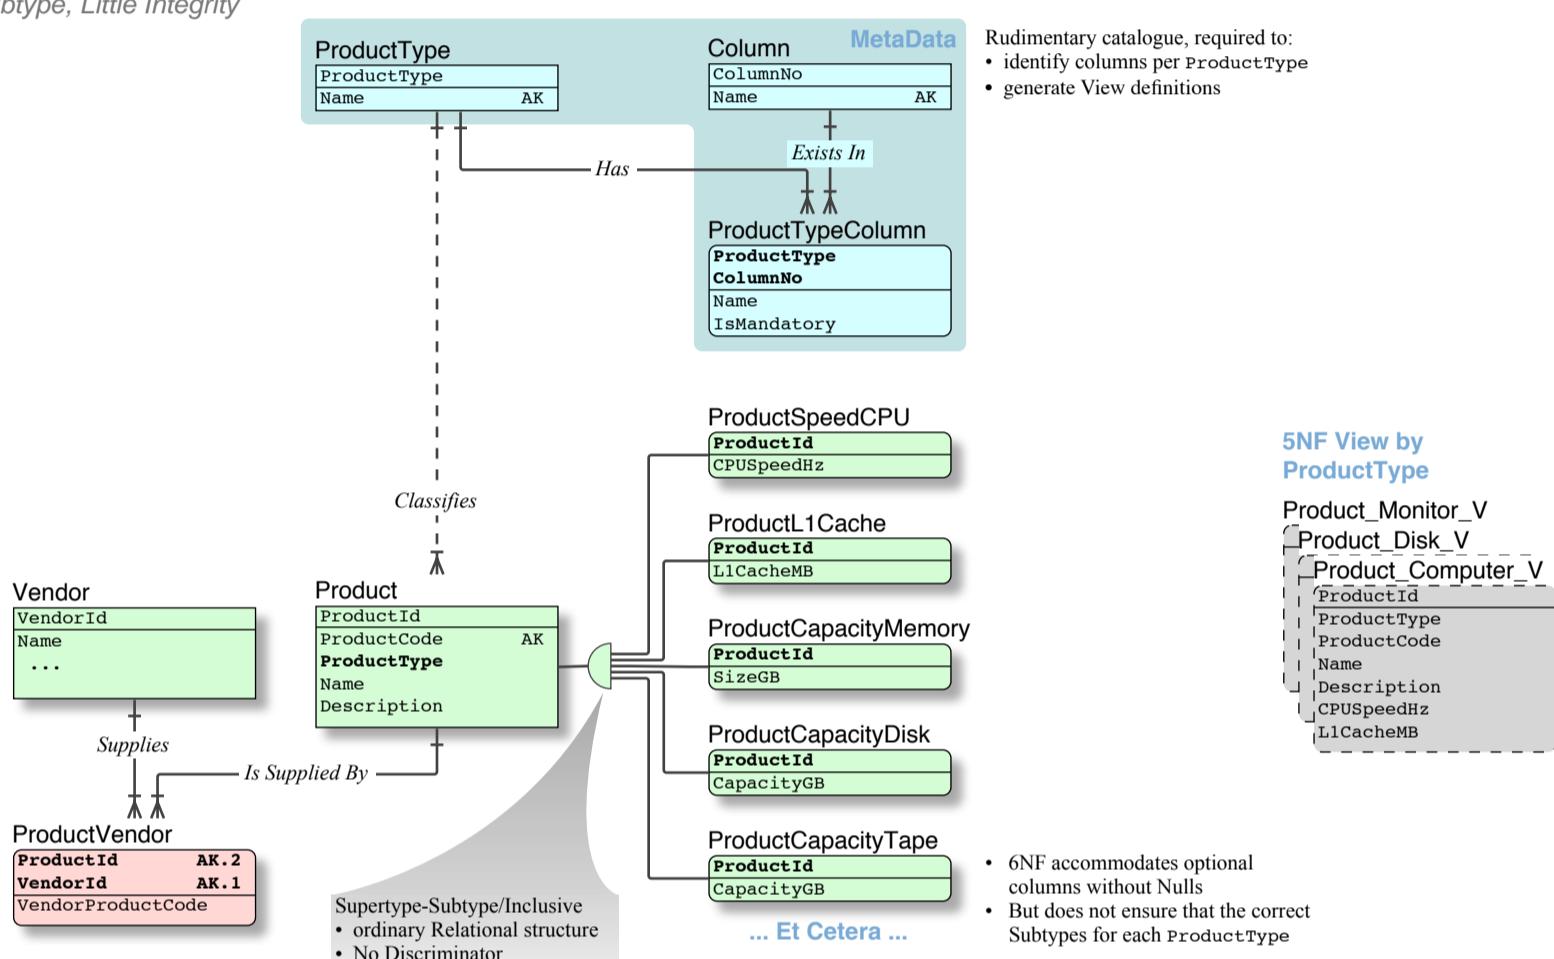 btype, Little Integrity
MetaData
ProductType
ProductType
Name AK
Column
ColumnNo
Name AK
Rudimentary catalogue, required to:
• identify columns per ProductType
• generate View definitions
Exists In
Has
ProductTypeColumn
ProductType
ColumnNo
Name
IsMandatory
Classifies
ProductSpeedCPU
ProductId
CPUSpeedHz
ProductL1Cache
ProductId
L1CacheMB
ProductCapacityMemory
ProductId
SizeGB
ProductCapacityDisk
ProductId
CapacityGB
ProductCapacityTape
ProductId
CapacityGB
... Et Cetera ...
5NF View by
ProductType
Product_Monitor_V
Product_Disk_V
Product_Computer_V
ProductId
ProductType
ProductCode
Name
Description
CPUSpeedHz
L1CacheMB
Vendor
VendorId
Name
...
Product
ProductId
ProductCode AK
ProductType
Name
Description
Supplies
Is Supplied By
ProductVendor
ProductId AK.2
VendorId AK.1
VendorProductCode
Supertype-Subtype/Inclusive
• ordinary Relational structure
• No Discriminator
• 6NF accommodates optional
columns without Nulls
• But does not ensure that the correct
Subtypes for each ProductType